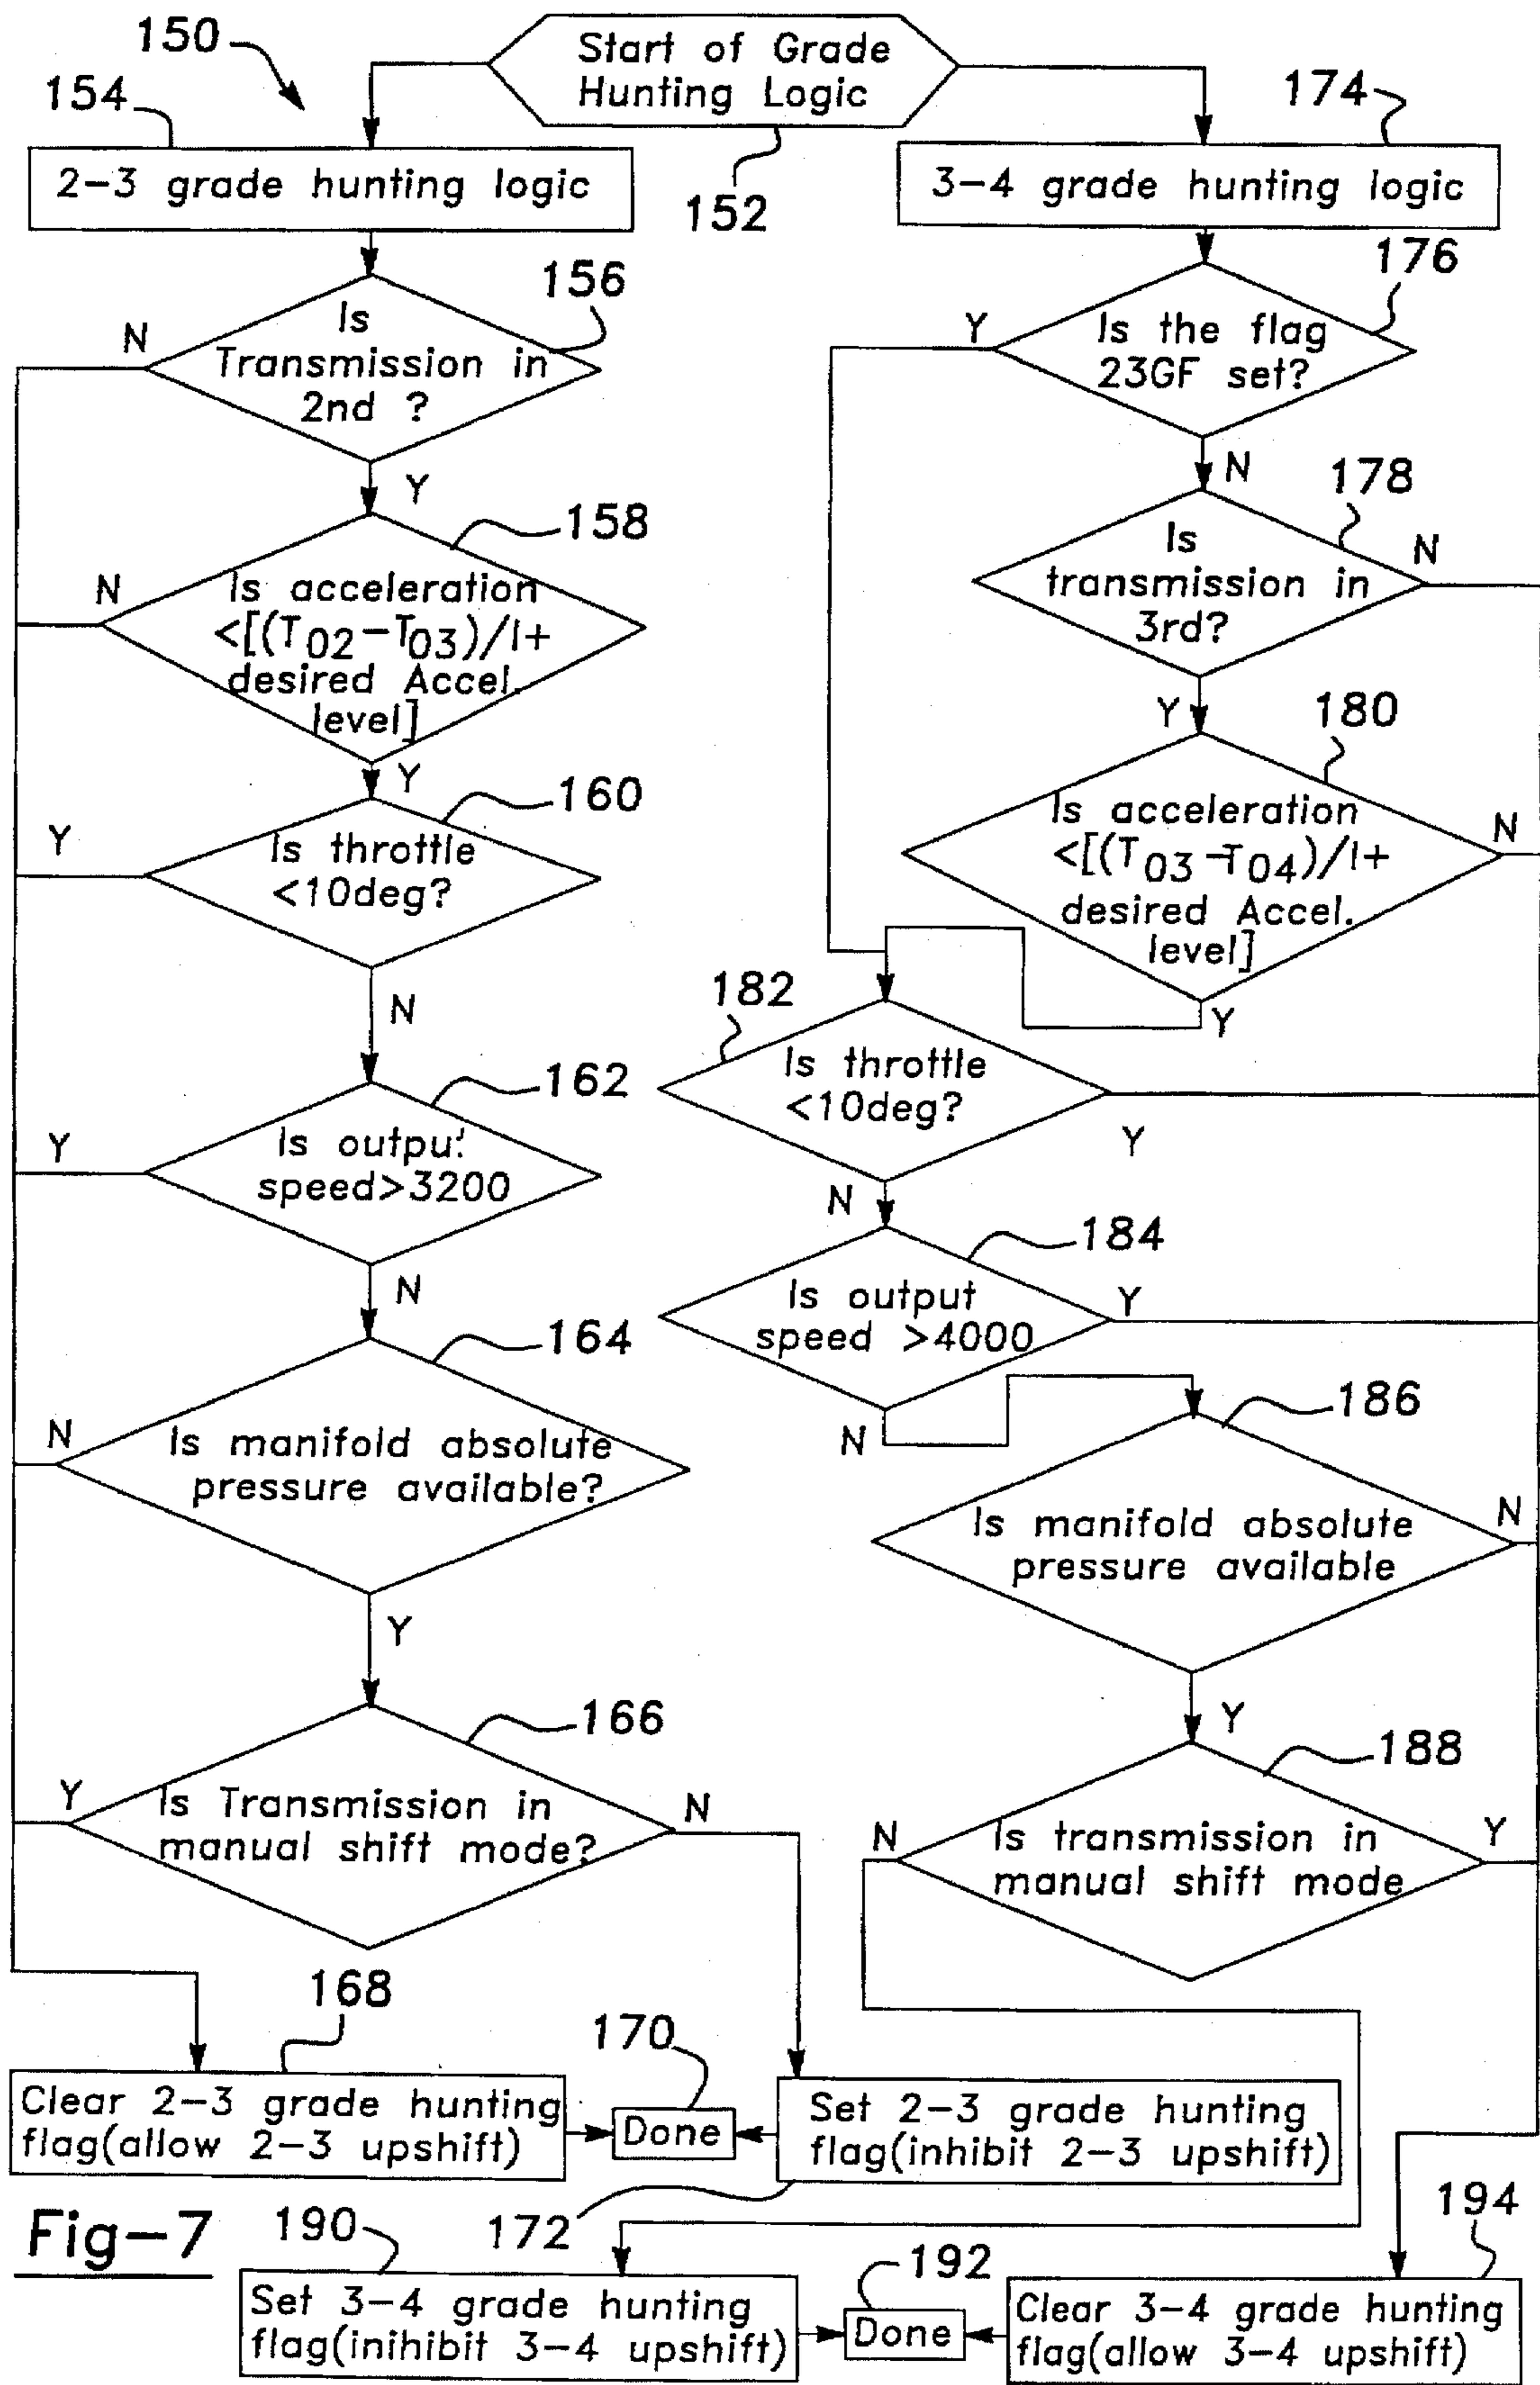 150
Start of Grade
Hunting Logic
152
154
2-3 grade hunting logic
156
Is
Transmission in
2nd ?
N
Y
158
Is acceleration
<[(T02-T03)/I+
desired Accel.
level]
N
Y
160
Is throttle
<10deg?
Y
N
162
Is output
speed>3200
Y
N
164
Is manifold absolute
pressure available?
N
Y
166
Is Transmission in
manual shift mode?
Y
N
168
Clear 2-3 grade hunting
flag(allow 2-3 upshift)
170
Done
Set 2-3 grade hunting
flag(inhibit 2-3 upshift)
172
174
3-4 grade hunting logic
176
Is the flag
23GF set?
Y
N
178
Is
transmission in
3rd?
N
Y
180
Is acceleration
<[(T03-T04)/I+
desired Accel.
level]
N
Y
182
Is throttle
<10deg?
Y
N
184
Is output
speed >4000
Y
N
186
Is manifold absolute
pressure available
N
Y
188
Is transmission in
manual shift mode
N
Y
190
Set 3-4 grade hunting
flag(inihibit 3-4 upshift)
192
Done
194
Clear 3-4 grade hunting
flag(allow 3-4 upshift)
Fig-7